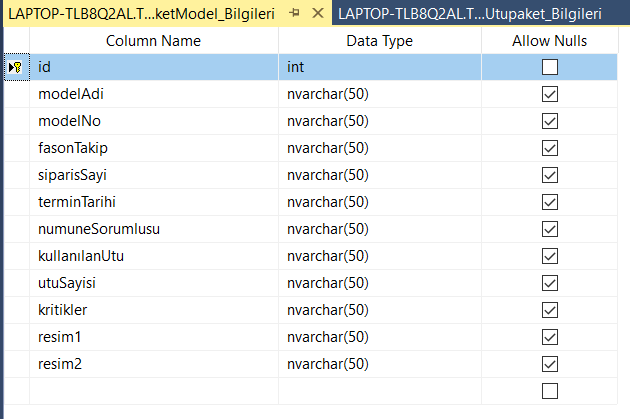 LAPTOP-TLB8Q2AL.T...ketModel_Bilgileri LAPTOP-TLB8Q2AL.T...Utupaket_Bilgileri
Column Name Data Type Allow Nulls
id int
modelAdi nvarchar(50)
modelNo nvarchar(50)
fasonTakip nvarchar(50)
siparisSayi nvarchar(50)
terminTarihi nvarchar(50)
numuneSorumlusu nvarchar(50)
kullanılanUtu nvarchar(50)
utuSayisi nvarchar(50)
kritikler nvarchar(50)
resim1 nvarchar(50)
resim2 nvarchar(50)